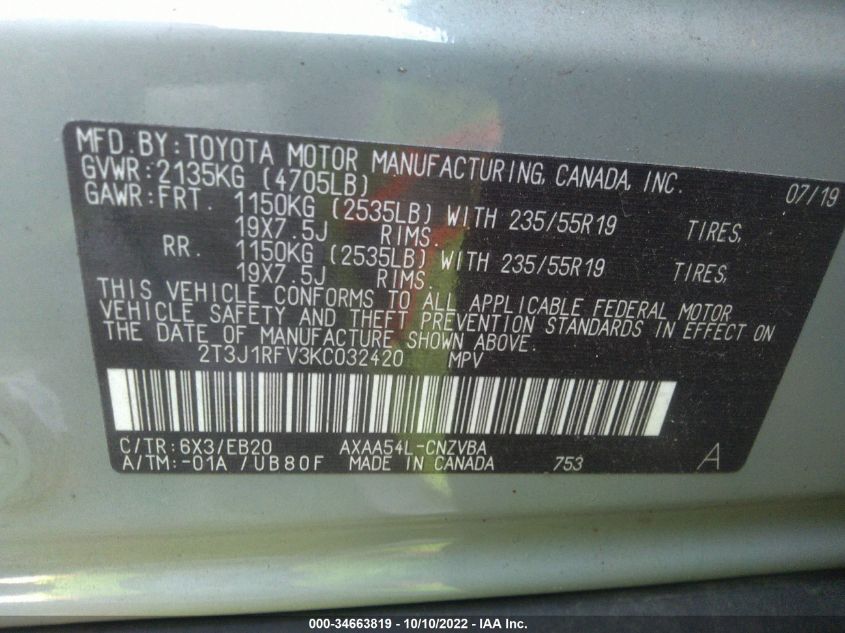 MFD.BY:TOYOTA MOTOR MANUFACTURING, CANADA, INC. 07/19
GVWR:2135KG (4705LB)
GAWR:FRT. 1150KG (2535LB) WITH 235/55R19 TIRES,
19X7.5J RIMS.
RR. 1150KG (2535LB) WITH 235/55R19 TIRES,
19X7.5J RIMS.
THIS VEHICLE CONFORMS TO ALL APPLICABLE FEDERAL MOTOR
VEHICLE SAFETY AND THEFT PREVENTION STANDARDS IN EFFECT ON
THE DATE OF MANUFACTURE SHOWN ABOVE.
2T3J1RFV3KC032420 MPV
C/TR:6X3/EB20 AXAA54L-CNZVBA
A/TM:-01A /UB80F MADE IN CANADA 753 A
000-34663819 - 10/10/2022 - IAA Inc.